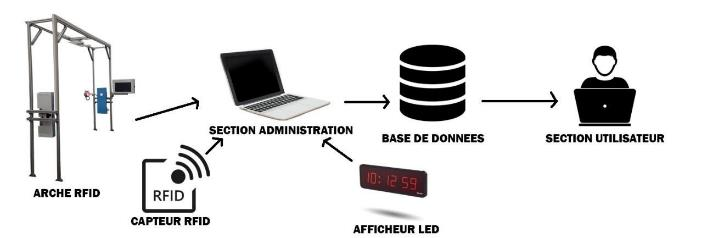 SECTION ADMINISTRATION
BASE DE DONNEES
SECTION UTILISATEUR
ARCHE RFID
RFID
CAPTEUR RFID
10:12 59
AFFICHEUR LED